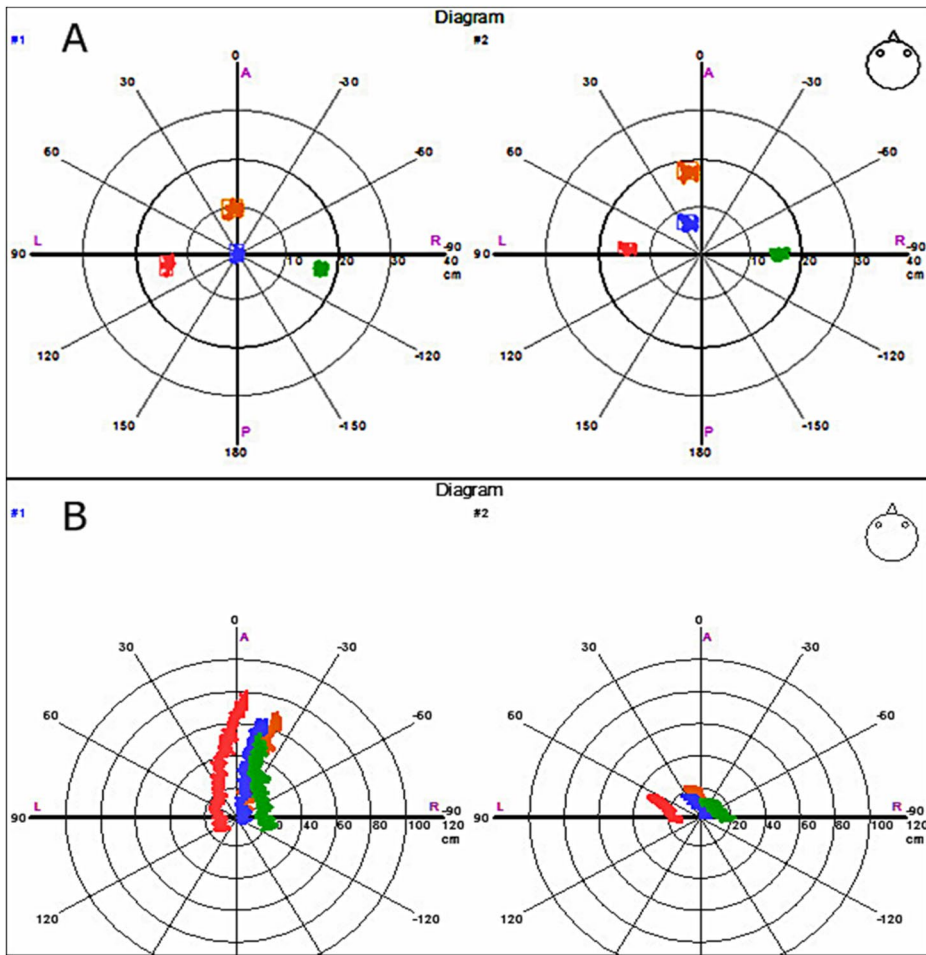 Diagram
#1 A #2
0 0
A A
30 -30 30 -30
60 -60 60 -60
90 L 10 20 30 40 R -90 90 L 10 20 30 40 R -90
cm cm
120 -120 120 -120
150 -150 150 -150
P P
180 180
Diagram
#1 B #2
0 0
A A
30 -30 30 -30
60 -60 60 -60
90 L 20 40 60 80 100 120 R -90 90 L 20 40 60 80 100 120 R -90
cm cm
120 -120 120 -120